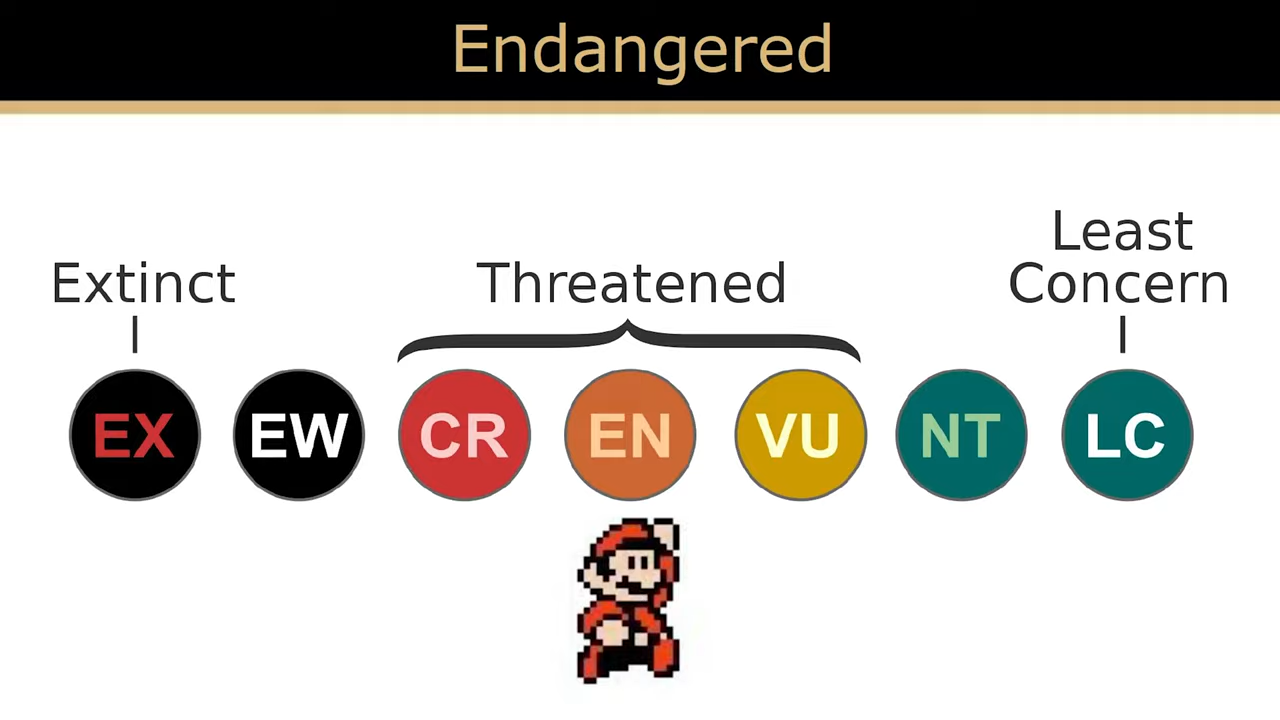 Endangered
Extinct
Threatened
Least
Concern
EX EW CR EN VU NT LC